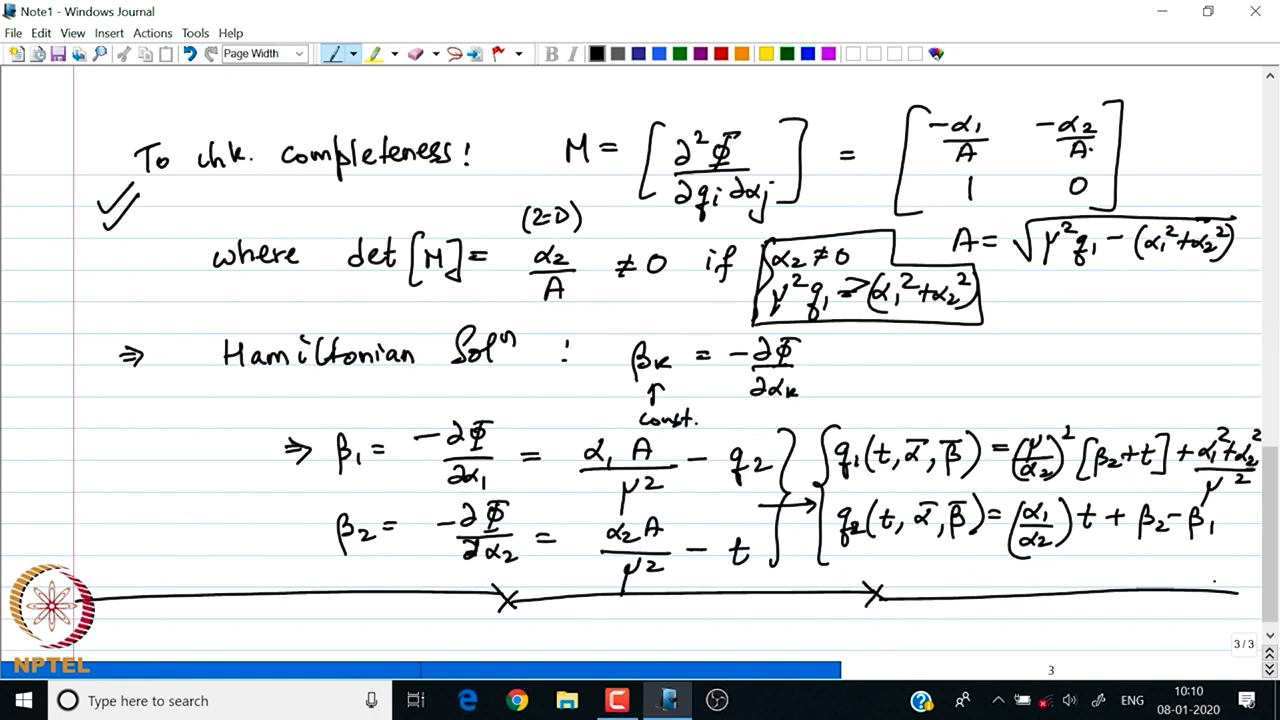 Note1 - Windows Journal
File Edit View Insert Actions Tools Help
Page Width
To chk. completeness! M = [∂²Φ/∂qᵢ∂αⱼ] = [-α₁/A -α₂/A; 1 0]
(2-D)
where det[M] = α₂/A ≠ 0 if {α₂ ≠ 0, γ²q₁ > (α₁²+α₂²)} A = √(γ²q₁ - (α₁²+α₂²))
⇒ Hamiltonian Solⁿ : βₖ = -∂Φ/∂αₖ
↑
const.
⇒ β₁ = -∂Φ/∂α₁ = α₁A/γ² - q₂ } { q₁(t, ᾱ, β̄) = (γ/α₂)² [β₂+t] + (α₁²+α₂²)/γ²
β₂ = -∂Φ/∂α₂ = α₂A/γ² - t } → { q₂(t, ᾱ, β̄) = (α₁/α₂)t + β₂-β₁
NPTEL
3/3
3
Type here to search
ENG
10:10
08-01-2020